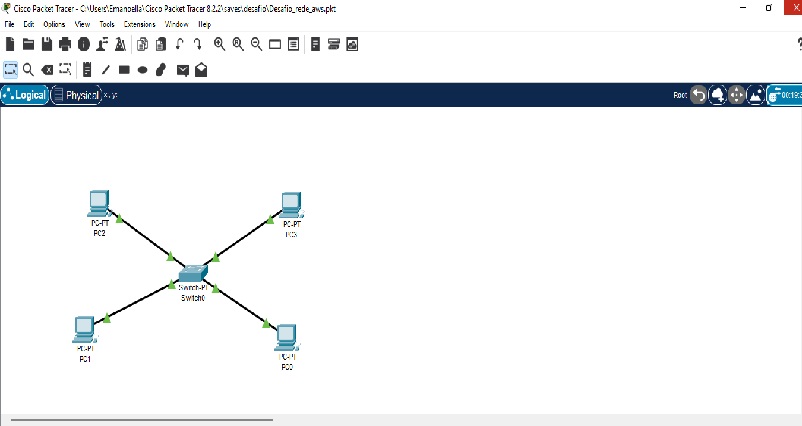 Cisco Packet Tracer - C:\Users\Emanoella\Cisco Packet Tracer 8.2.2\saves\desafio\Desafio_rede_aws.pkt
File Edit Options View Tools Extensions Window Help
Logical Physical Root
PC-PT
PC2
PC-PT
PC3
Switch-PT
Switch0
PC-PT
PC1
PC-PT
PC0